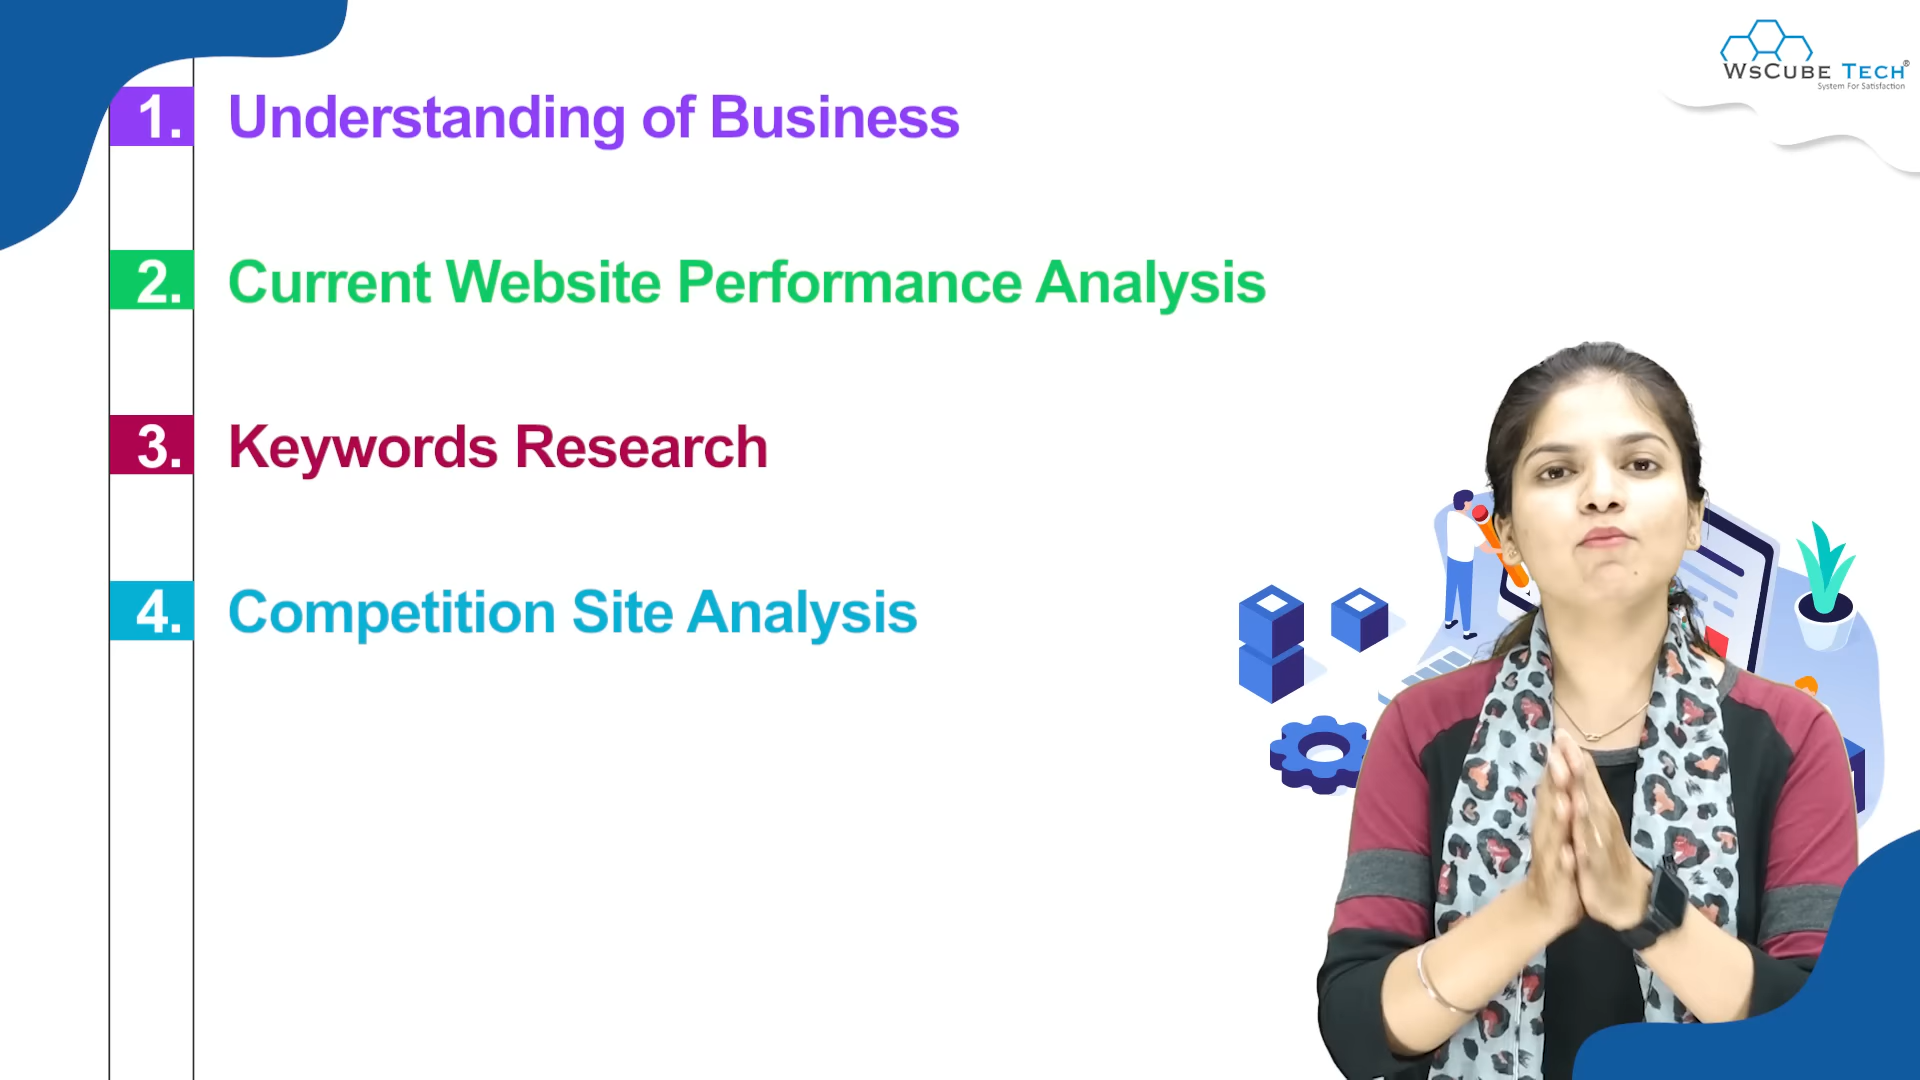 WSCUBE TECH®
System For Satisfaction
1. Understanding of Business
2. Current Website Performance Analysis
3. Keywords Research
4. Competition Site Analysis